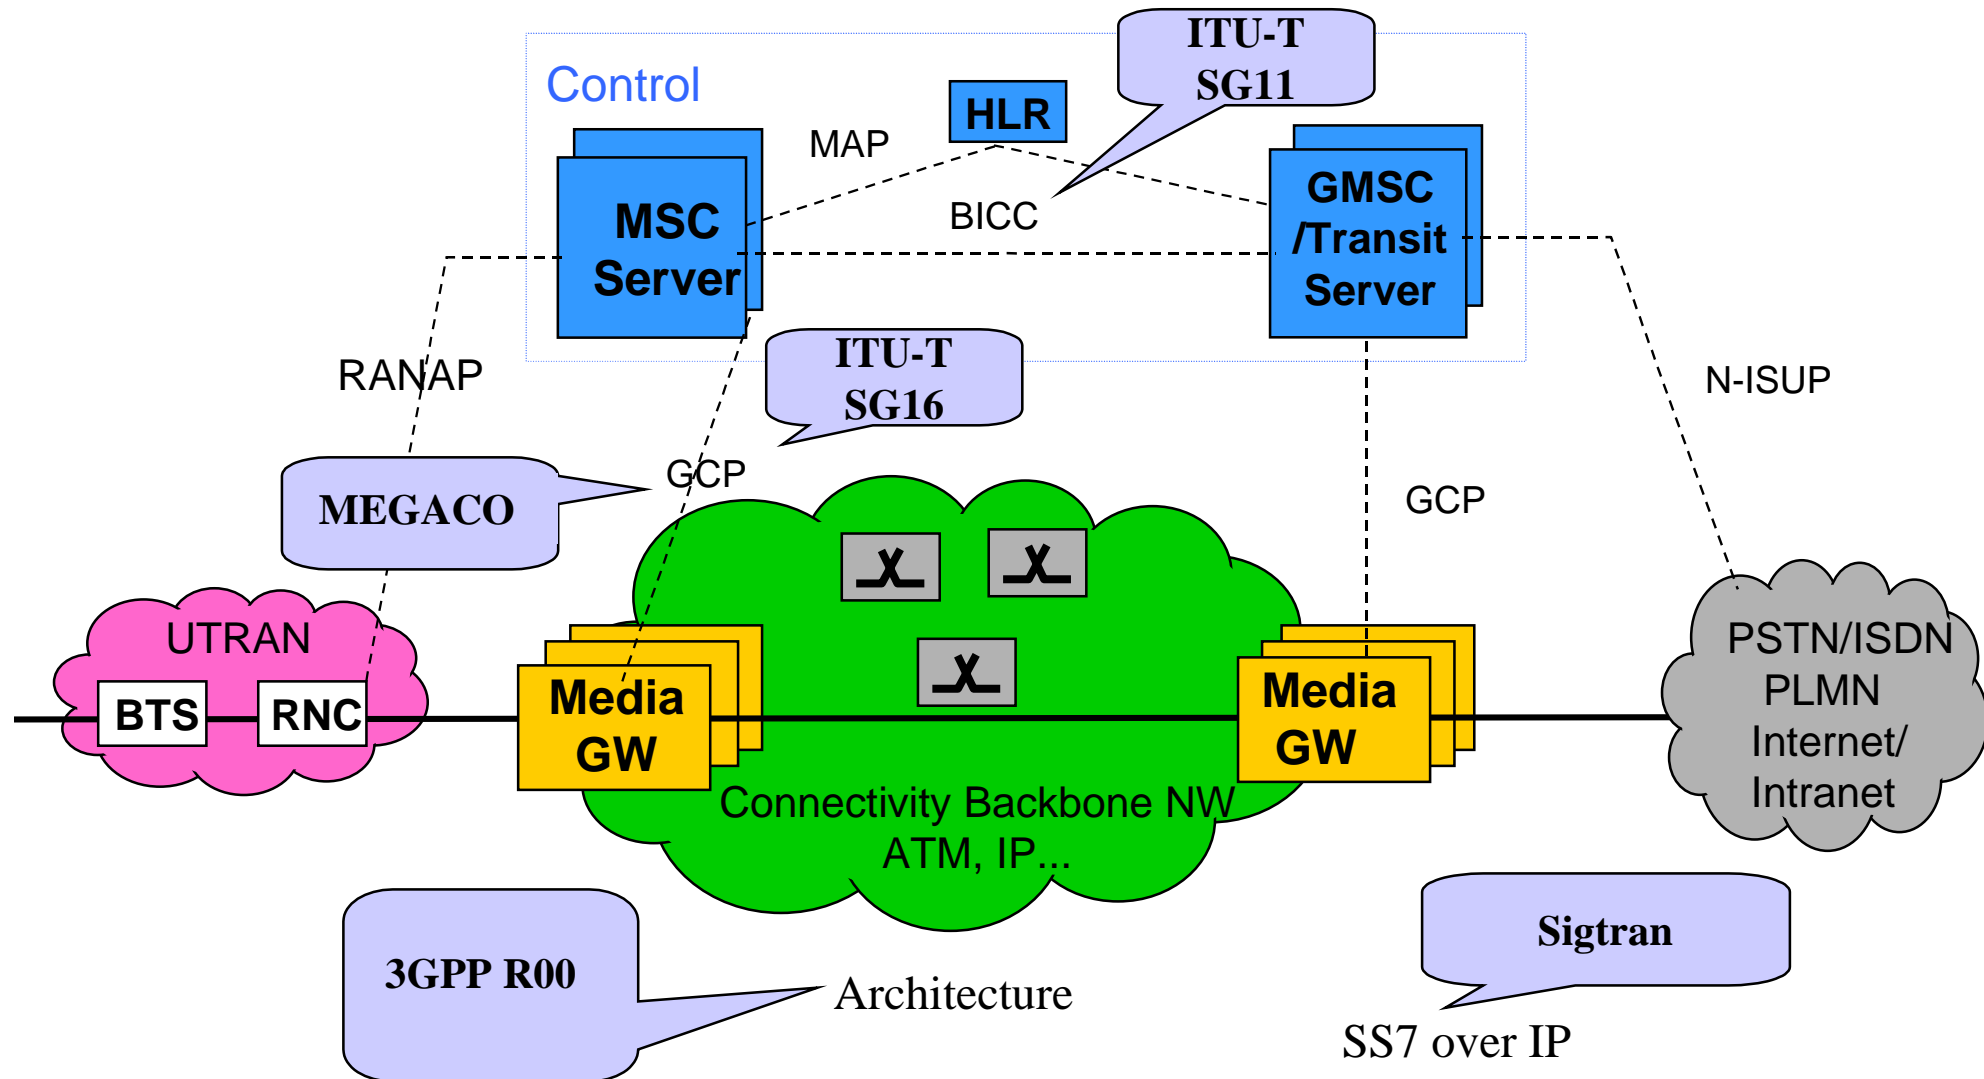 ITU-T
SG11
Control
HLR
MAP
MSC
Server
BICC
GMSC
/Transit
Server
ITU-T
SG16
RANAP
N-ISUP
GCP
MEGACO
GCP
UTRAN
BTS
RNC
Media
GW
Media
GW
PSTN/ISDN
PLMN
Internet/
Intranet
Connectivity Backbone NW
ATM, IP...
3GPP R00
Architecture
Sigtran
SS7 over IP